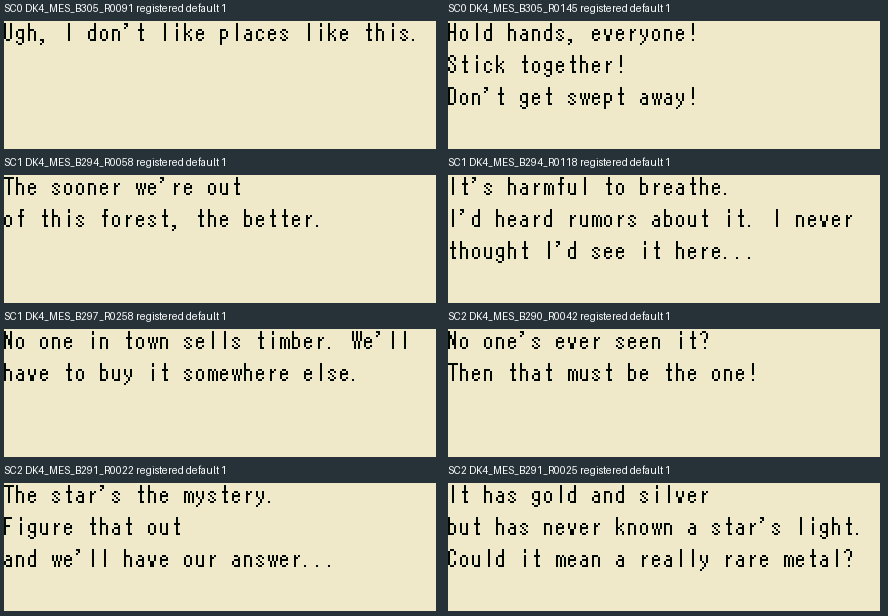 SC0 DK4_MES_B305_R0091 registered default 1
Ugh, I don't like places like this.
SC0 DK4_MES_B305_R0145 registered default 1
Hold hands, everyone!
Stick together!
Don't get swept away!
SC1 DK4_MES_B294_R0058 registered default 1
The sooner we're out
of this forest, the better.
SC1 DK4_MES_B294_R0118 registered default 1
It's harmful to breathe.
I'd heard rumors about it. I never
thought I'd see it here...
SC1 DK4_MES_B297_R0258 registered default 1
No one in town sells timber. We'll
have to buy it somewhere else.
SC2 DK4_MES_B290_R0042 registered default 1
No one's ever seen it?
Then that must be the one!
SC2 DK4_MES_B291_R0022 registered default 1
The star's the mystery.
Figure that out
and we'll have our answer...
SC2 DK4_MES_B291_R0025 registered default 1
It has gold and silver
but has never known a star's light.
Could it mean a really rare metal?